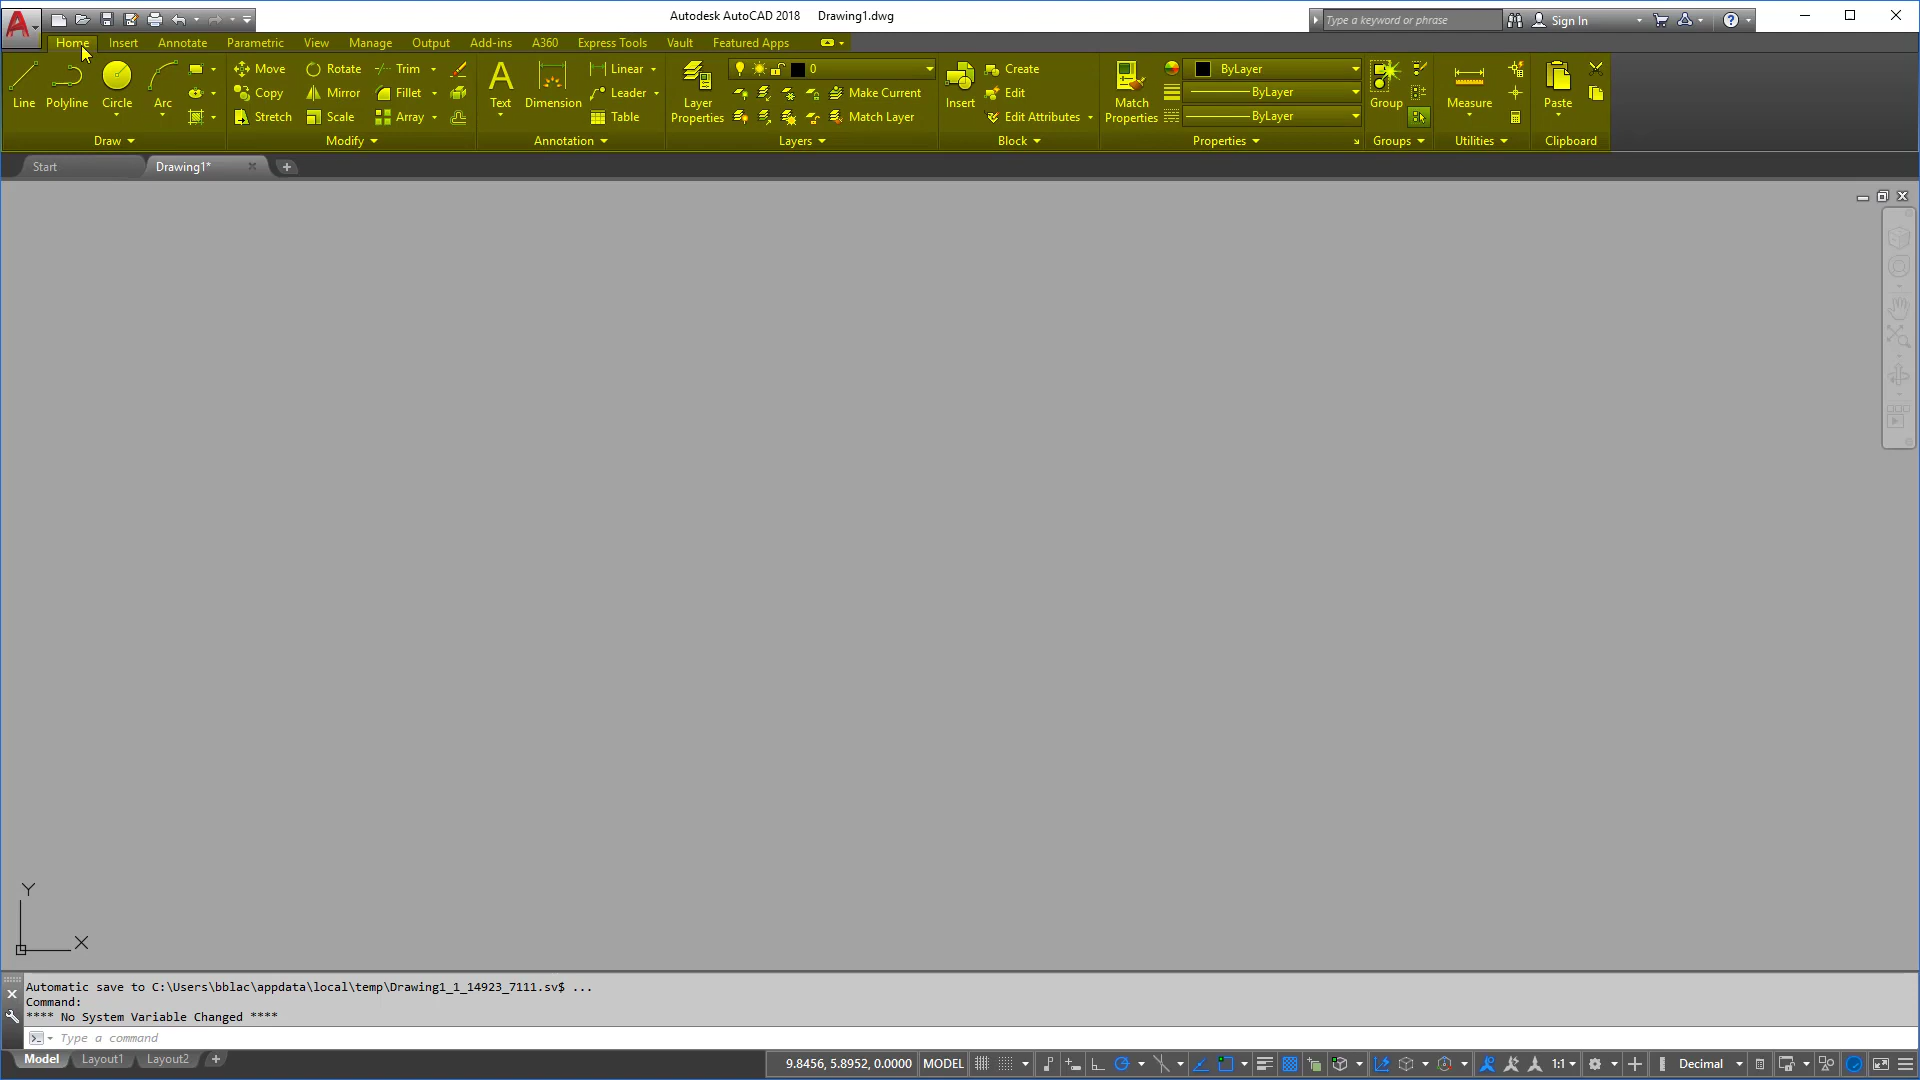 Autodesk AutoCAD 2018 Drawing1.dwg
Type a keyword or phrase
Sign In
Home Insert Annotate Parametric View Manage Output Add-ins A360 Express Tools Vault Featured Apps
Line Polyline Circle Arc
Move Rotate Trim
Copy Mirror Fillet
Stretch Scale Array
Text Dimension
Linear
Leader
Table
Layer Properties
0
Make Current
Match Layer
Insert
Create
Edit
Edit Attributes
Match Properties
ByLayer
ByLayer
ByLayer
Group
Measure
Paste
Draw Modify Annotation Layers Block Properties Groups Utilities Clipboard
Start Drawing1*
Y
X
Automatic save to C:\Users\bblac\appdata\local\temp\Drawing1_1_14923_7111.sv$ ...
Command:
**** No System Variable Changed ****
Type a command
Model Layout1 Layout2
9.8456, 5.8952, 0.0000 MODEL 1:1 Decimal